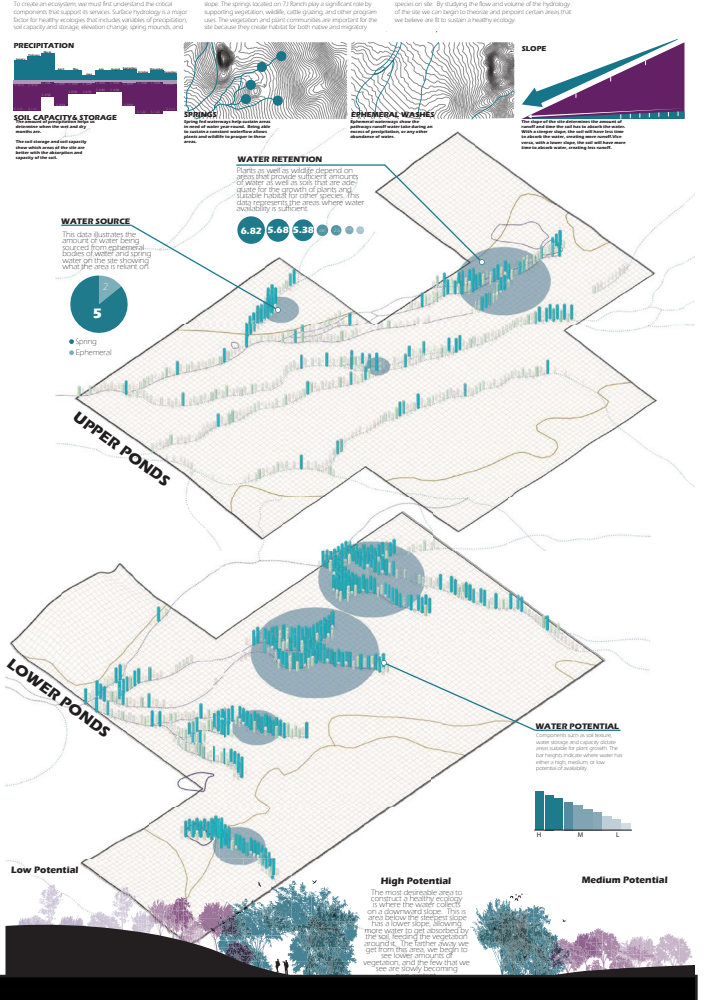 To create an ecosystem, we must first understand the critical
components that support its services. Surface hydrology is a major
factor for healthy ecologies that includes variables of precipitation,
soil capacity and storage, elevation change, spring mounds, and
slope. The springs located on 7J Ranch play a significant role by
supporting vegetation, wildlife, cattle grazing, and other program
uses. The vegetation and plant communities are important for the
site because they create habitat for both native and migratory
species on site. By studying the flow and volume of the hydrology
of the site we can begin to theorize and pinpoint certain areas that
we believe are fit to sustain a healthy ecology.
PRECIPITATION
SOIL CAPACITY& STORAGE
The amount of precipitation helps us
determine when the wet and dry
months are.
The soil storage and soil capacity
show which areas of the site are
better with the absorption and
capacity of the soil.
SPRINGS
Spring fed waterways help sustain areas
in need of water year round. Being able
to sustain a constant waterflow allows
plants and wildlife to prosper in these
areas.
EPHEMERAL WASHES
Ephemeral waterways show the
pathways runoff water take during an
excess of precipitation, or any other
abundance of water.
SLOPE
The slope of the site determines the amount of
runoff and time the soil has to absorb the water.
With a steeper slope, the soil will have less time
to absorb the water, creating more runoff. Vice
versa, with a lower slope, the soil will have more
time to absorb water, creating less runoff.
WATER RETENTION
Plants as well as wildlife depend on
areas that provide sufficient amounts
of water as well as soils that are ade-
quate for the growth of plants and
suitable habitat for other species. This
data represents the areas where water
availability is sufficient.
6.82 5.68 5.38
WATER SOURCE
This data illustrates the
amount of water being
sourced from ephemeral
bodies of water and spring
water on the site showing
what the area is reliant on.
2
5
Spring
Ephemeral
UPPER PONDS
LOWER PONDS
WATER POTENTIAL
Components such as soil texture,
water storage and capacity dictate
areas suitable for plant growth. The
bar heights indicate where water has
either a high, medium, or low
potential of availability.
H M L
Low Potential
High Potential
The most desireable area to
construct a healthy ecology
is where the water collects
on a downward slope. This is
area below the steepest slope
has a lower slope, allowing
more water to get absorbed by
the soil, feeding the vegetation
around it. The farther away we
get from this area, we begin to
see lower amounts of
vegetation, and the few that we
see are slowly becoming
Medium Potential